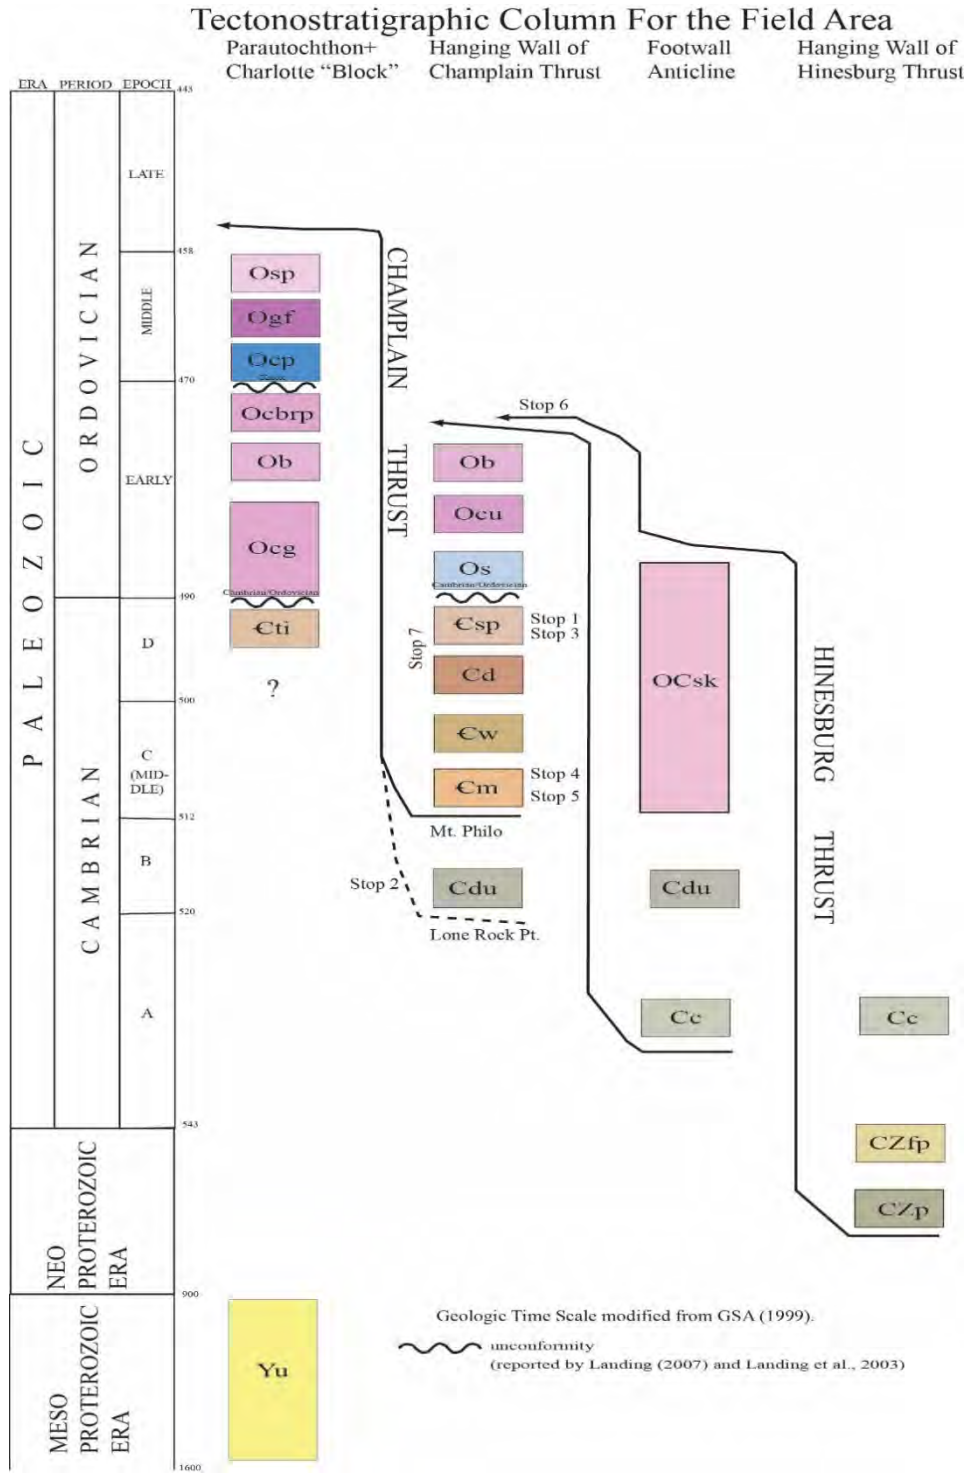 Tectonostratigraphic Column For the Field Area
Parautochthon+
Charlotte “Block”
Hanging Wall of
Champlain Thrust
Footwall
Anticline
Hanging Wall of
Hinesburg Thrust
ERA PERIOD EPOCH
443
LATE
458
MIDDLE
470
EARLY
490
D
500
C
(MID-
DLE)
512
B
520
A
543
900
1600
PALEOZOIC
ORDOVICIAN
CAMBRIAN
NEO
PROTEROZOIC
ERA
MESO
PROTEROZOIC
ERA
Osp
Ogf
Ocp
Ocbrp
Ob
Ocg
Cambrian/Ordovician
Єti
?
Yu
CHAMPLAIN THRUST
Ob
Ocu
Os
Cambrian/Ordovician
Єsp
Stop 1
Stop 3
Stop 7
Cd
Єw
Єm
Stop 4
Stop 5
Mt. Philo
Stop 2
Cdu
Lone Rock Pt.
Stop 6
OCsk
Cdu
Cc
HINESBURG THRUST
Cc
CZfp
CZp
Geologic Time Scale modified from GSA (1999).
unconformity
(reported by Landing (2007) and Landing et al., 2003)